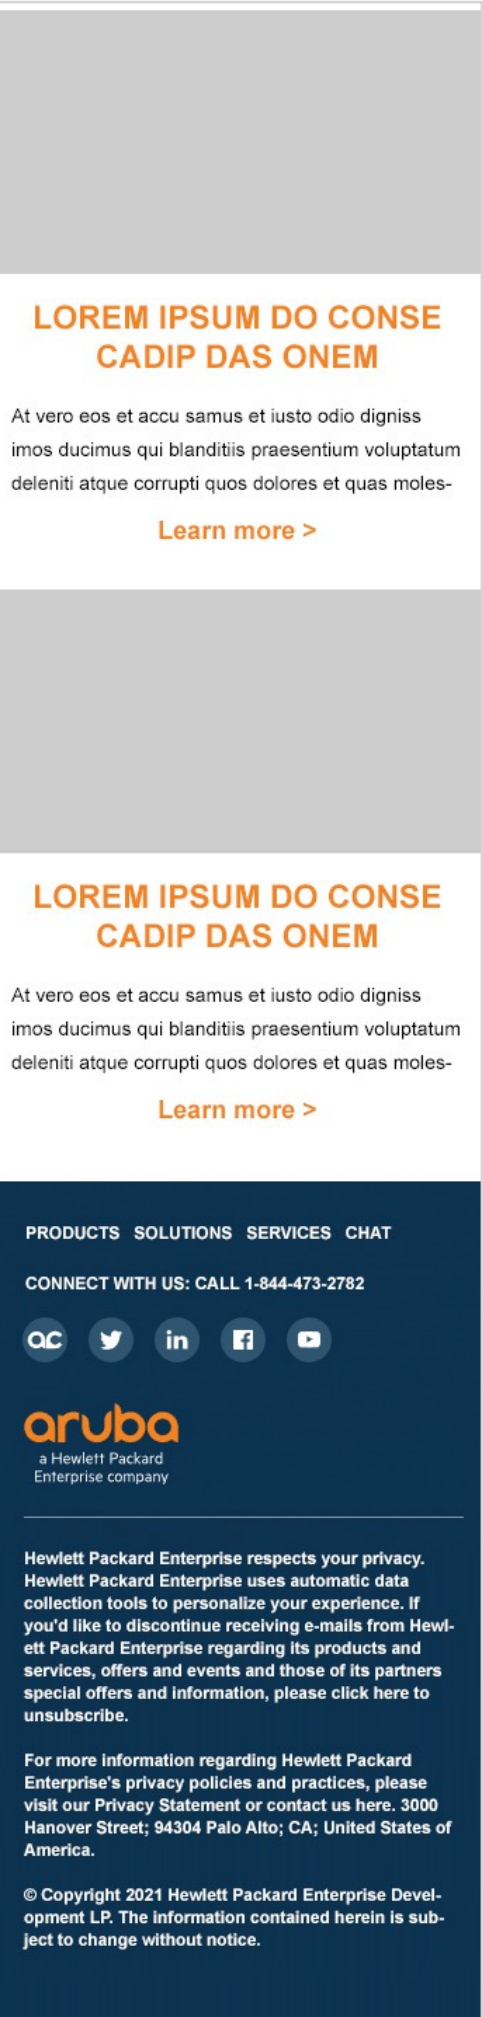 LOREM IPSUM DO CONSE
CADIP DAS ONEM
At vero eos et accu samus et iusto odio digniss
imos ducimus qui blanditiis praesentium voluptatum
deleniti atque corrupti quos dolores et quas moles-
Learn more >
LOREM IPSUM DO CONSE
CADIP DAS ONEM
At vero eos et accu samus et iusto odio digniss
imos ducimus qui blanditiis praesentium voluptatum
deleniti atque corrupti quos dolores et quas moles-
Learn more >
PRODUCTS SOLUTIONS SERVICES CHAT
CONNECT WITH US: CALL 1-844-473-2782
ac in f
aruba
a Hewlett Packard
Enterprise company
Hewlett Packard Enterprise respects your privacy.
Hewlett Packard Enterprise uses automatic data
collection tools to personalize your experience. If
you'd like to discontinue receiving e-mails from Hewl-
ett Packard Enterprise regarding its products and
services, offers and events and those of its partners
special offers and information, please click here to
unsubscribe.
For more information regarding Hewlett Packard
Enterprise's privacy policies and practices, please
visit our Privacy Statement or contact us here. 3000
Hanover Street; 94304 Palo Alto; CA; United States of
America.
© Copyright 2021 Hewlett Packard Enterprise Devel-
opment LP. The information contained herein is sub-
ject to change without notice.